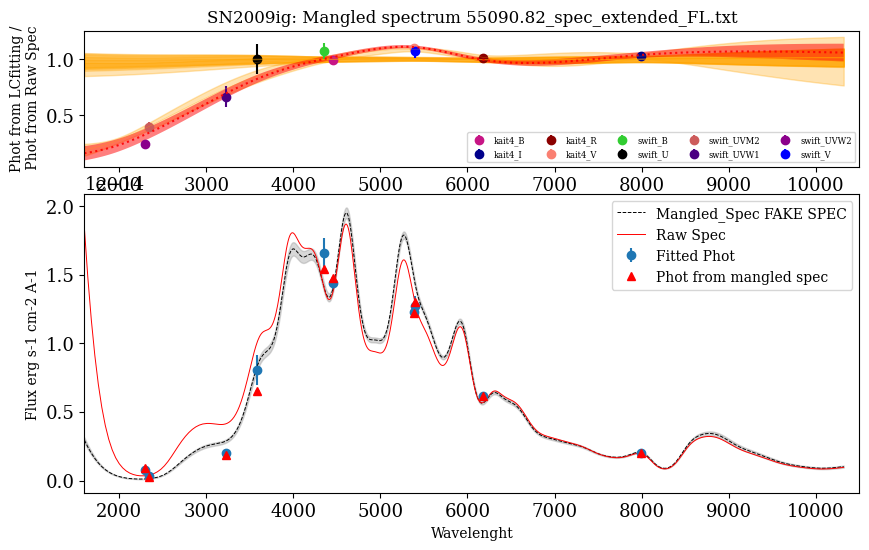 SN2009ig: Mangled spectrum 55090.82_spec_extended_FL.txt
Phot from LCfitting /
Phot from Raw Spec
1.0
0.5
kait4_B
kait4_I
kait4_R
kait4_V
swift_B
swift_U
swift_UVM2
swift_UVW1
swift_UVW2
swift_V
2000 3000 4000 5000 6000 7000 8000 9000 10000
1e−14
Flux erg s-1 cm-2 A-1
2.0
1.5
1.0
0.5
0.0
Mangled_Spec FAKE SPEC
Raw Spec
Fitted Phot
Phot from mangled spec
2000 3000 4000 5000 6000 7000 8000 9000 10000
Wavelenght